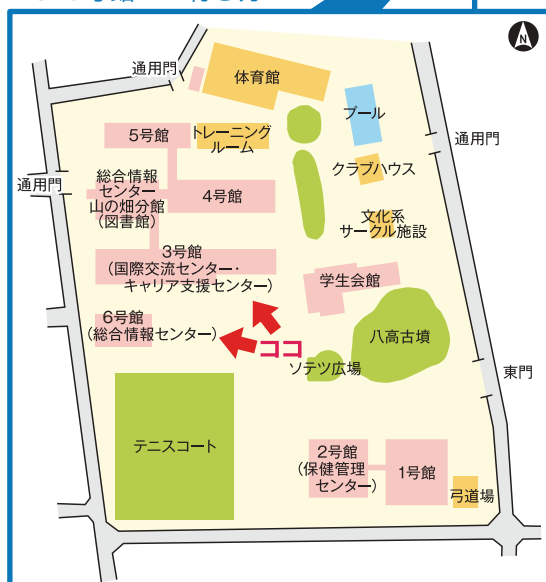 N
通用門
体育館
プール
通用門
5号館
トレーニング
ルーム
クラブハウス
通用門
総合情報
センター
山の畑分館
(図書館)
4号館
文化系
サークル施設
3号館
(国際交流センター・
キャリア支援センター)
学生会館
6号館
(総合情報センター)
ココ
八高古墳
ソテツ広場
東門
テニスコート
2号館
(保健管理
センター)
1号館
弓道場